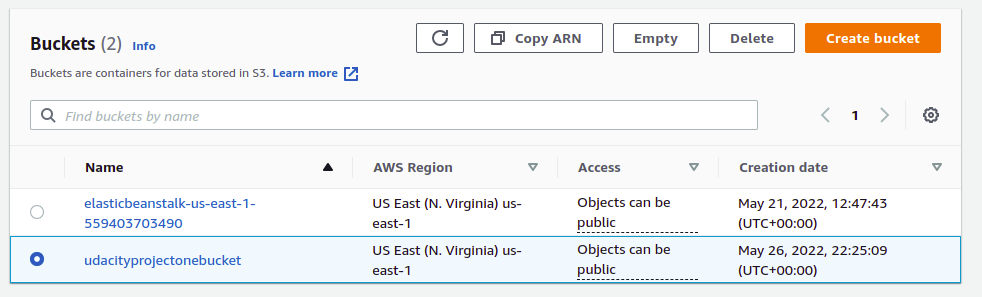 Buckets (2) Info
Copy ARN
Empty
Delete
Create bucket
Buckets are containers for data stored in S3. Learn more
Find buckets by name
1
Name AWS Region Access Creation date
elasticbeanstalk-us-east-1-
559403703490
US East (N. Virginia) us-
east-1
Objects can be
public
May 21, 2022, 12:47:43
(UTC+00:00)
udacityprojectonebucket
US East (N. Virginia) us-
east-1
Objects can be
public
May 26, 2022, 22:25:09
(UTC+00:00)